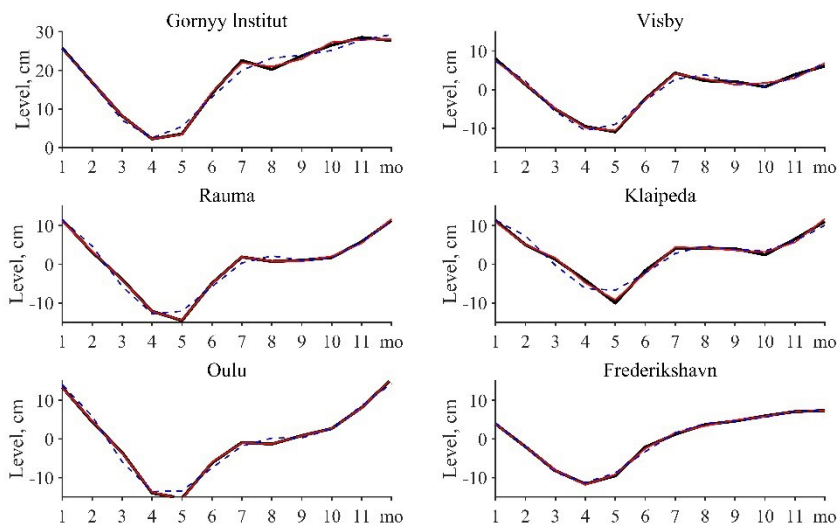 Gornyy Institut
Level, cm
30
20
10
0
1 2 3 4 5 6 7 8 9 10 11 mo
Visby
Level, cm
10
0
-10
1 2 3 4 5 6 7 8 9 10 11 mo
Rauma
Level, cm
10
0
-10
1 2 3 4 5 6 7 8 9 10 11 mo
Klaipeda
Level, cm
10
0
-10
1 2 3 4 5 6 7 8 9 10 11 mo
Oulu
Level, cm
10
0
-10
1 2 3 4 5 6 7 8 9 10 11 mo
Frederikshavn
Level, cm
10
0
-10
1 2 3 4 5 6 7 8 9 10 11 mo